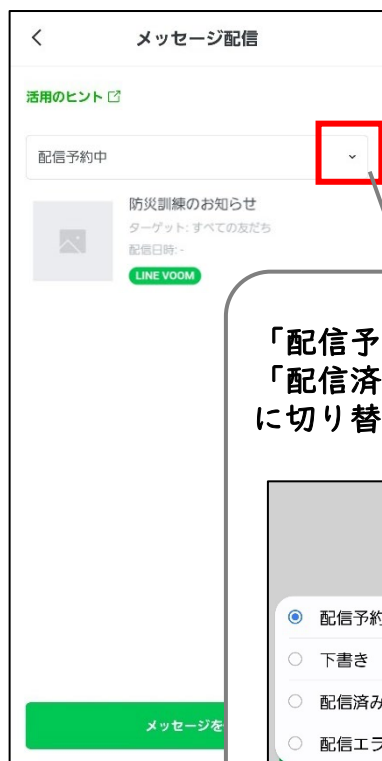 メッセージ配信
活用のヒント
配信予約中
防災訓練のお知らせ
ターゲット: すべての友だち
配信日時: -
LINE VOOM
「配信予
「配信済
に切り替
配信予約
下書き
配信済み
配信エラ
メッセージを